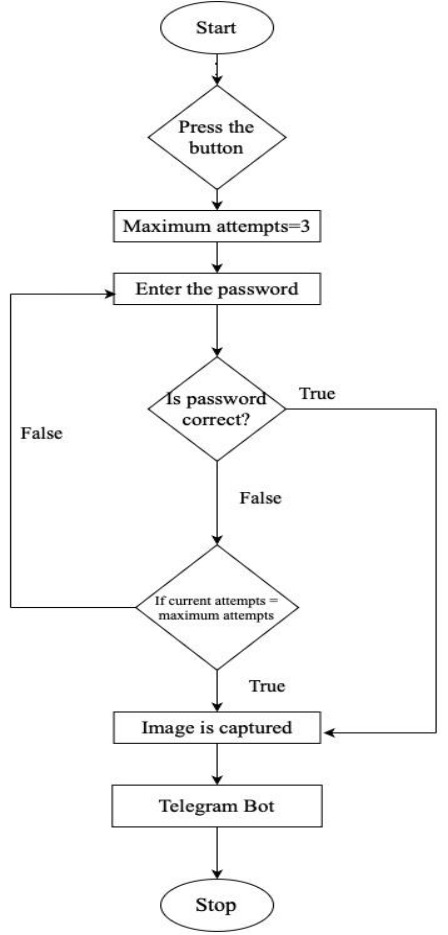 Start
Press the
button
Maximum attempts=3
Enter the password
Is password
correct?
True
False
False
If current attempts =
maximum attempts
True
Image is captured
Telegram Bot
Stop